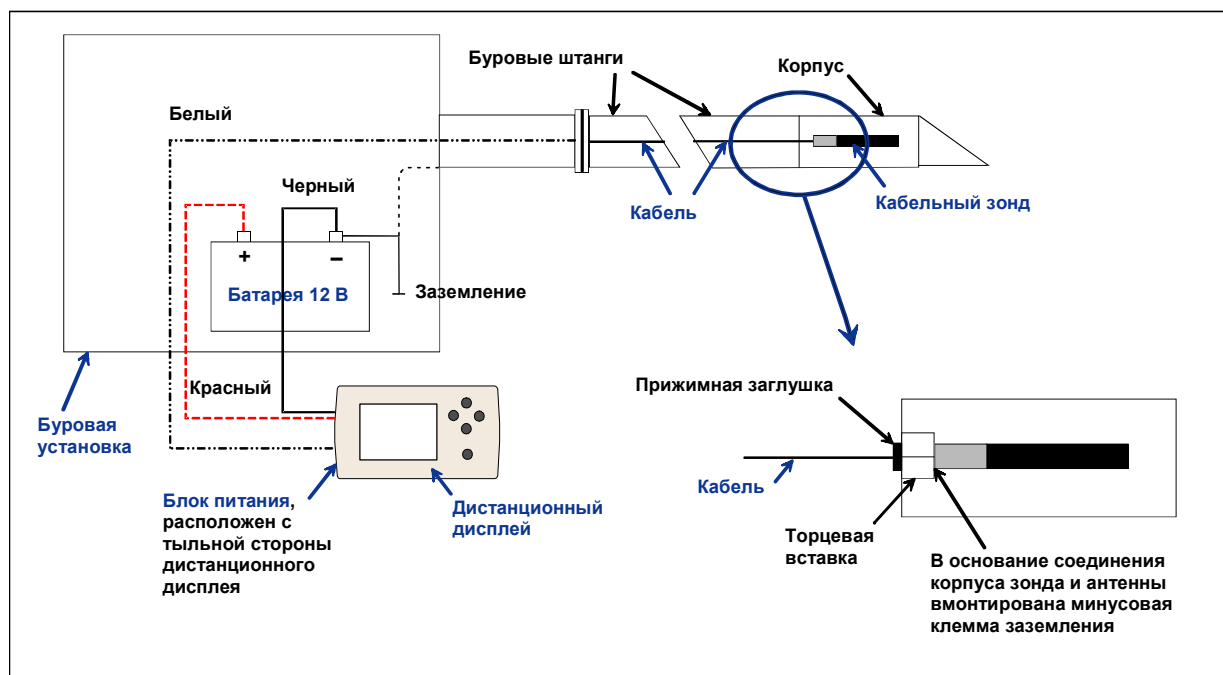 Буровые штанги
Корпус
Белый
Черный
Кабель
Кабельный зонд
+
–
Батарея 12 В
Заземление
Красный
Буровая
установка
Блок питания,
расположен с
тыльной стороны
дистанционного
дисплея
Дистанционный
дисплей
Прижимная заглушка
Кабель
Торцевая
вставка
В основание соединения
корпуса зонда и антенны
вмонтирована минусовая
клемма заземления